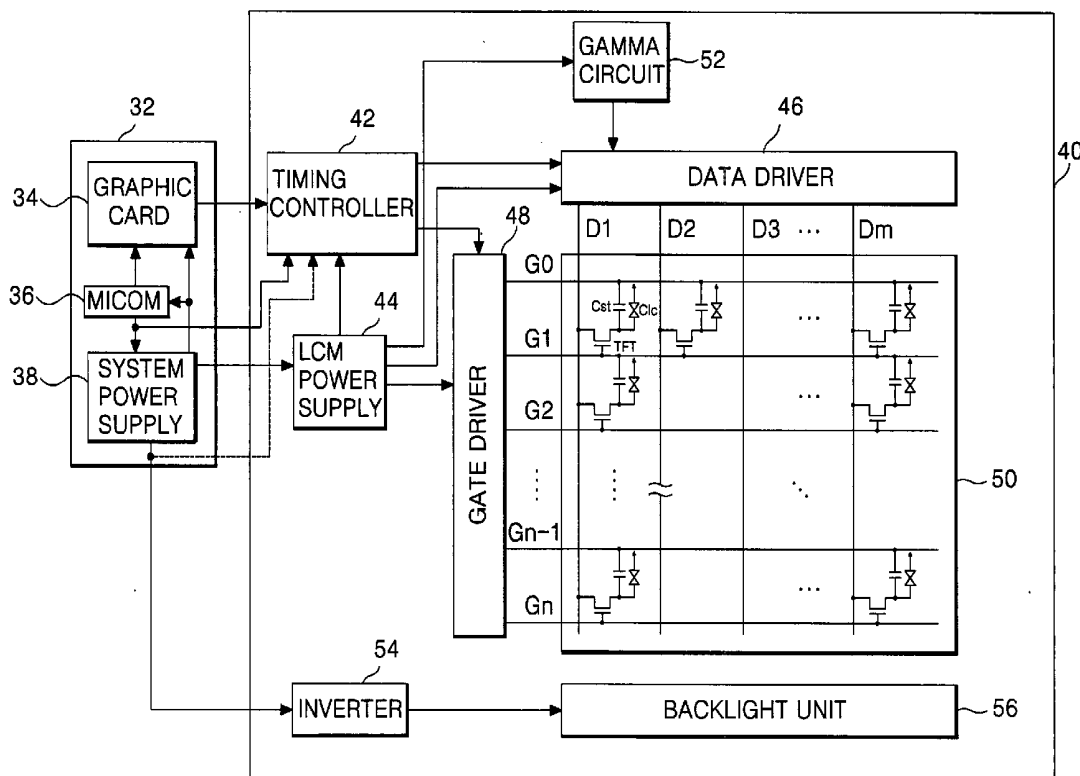 GAMMA
CIRCUIT
52
32
42
46
40
34
GRAPHIC
CARD
TIMING
CONTROLLER
DATA DRIVER
48
D1 D2 D3 ... Dm
G0
36
MICOM
44
Cst
Clc
...
G1
TFT
38
SYSTEM
POWER
SUPPLY
LCM
POWER
SUPPLY
G2
...
GATE DRIVER
50
Gn-1
...
Gn
54
INVERTER
BACKLIGHT UNIT
56